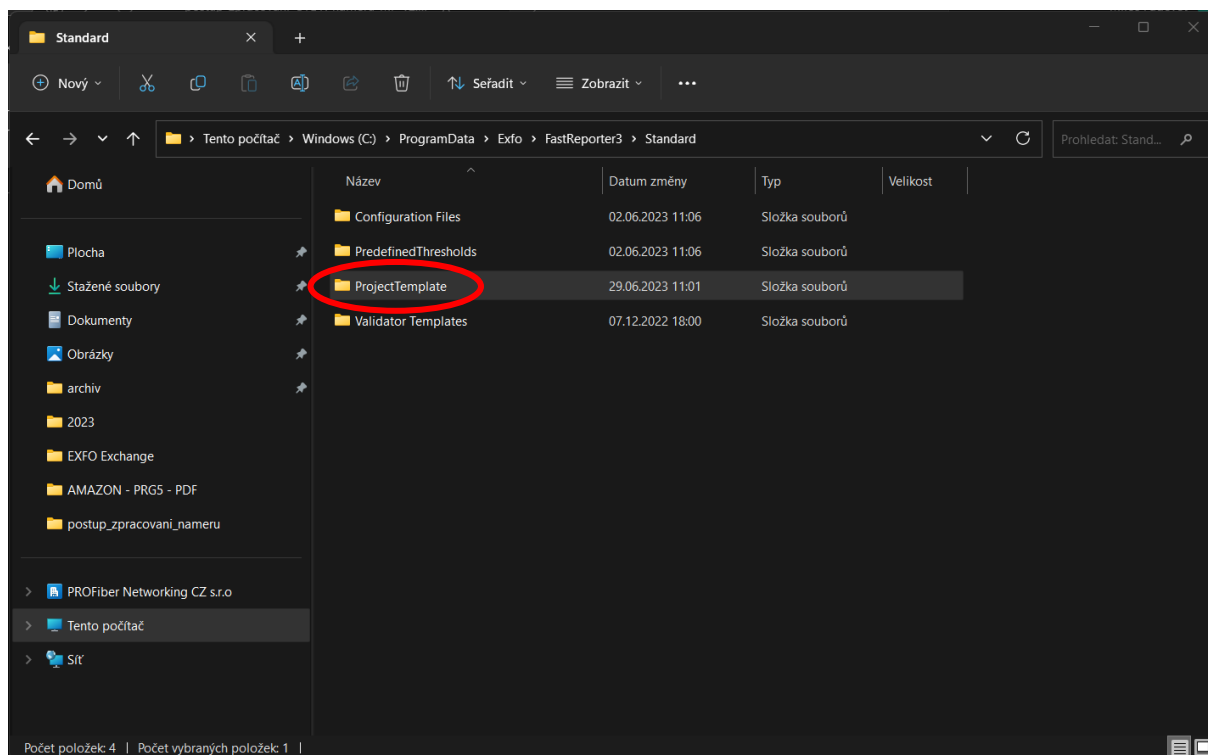 Standard
Nový
Seřadit
Zobrazit
Tento počítač > Windows (C:) > ProgramData > Exfo > FastReporter3 > Standard
Prohledat: Stand...
Domů
Plocha
Stažené soubory
Dokumenty
Obrázky
archiv
2023
EXFO Exchange
AMAZON - PRG5 - PDF
postup_zpracovani_nameru
PROFiber Networking CZ s.r.o
Tento počítač
Síť
Název Datum změny Typ Velikost
Configuration Files 02.06.2023 11:06 Složka souborů
PredefinedThresholds 02.06.2023 11:06 Složka souborů
ProjectTemplate 29.06.2023 11:01 Složka souborů
Validator Templates 07.12.2022 18:00 Složka souborů
Počet položek: 4 | Počet vybraných položek: 1 |